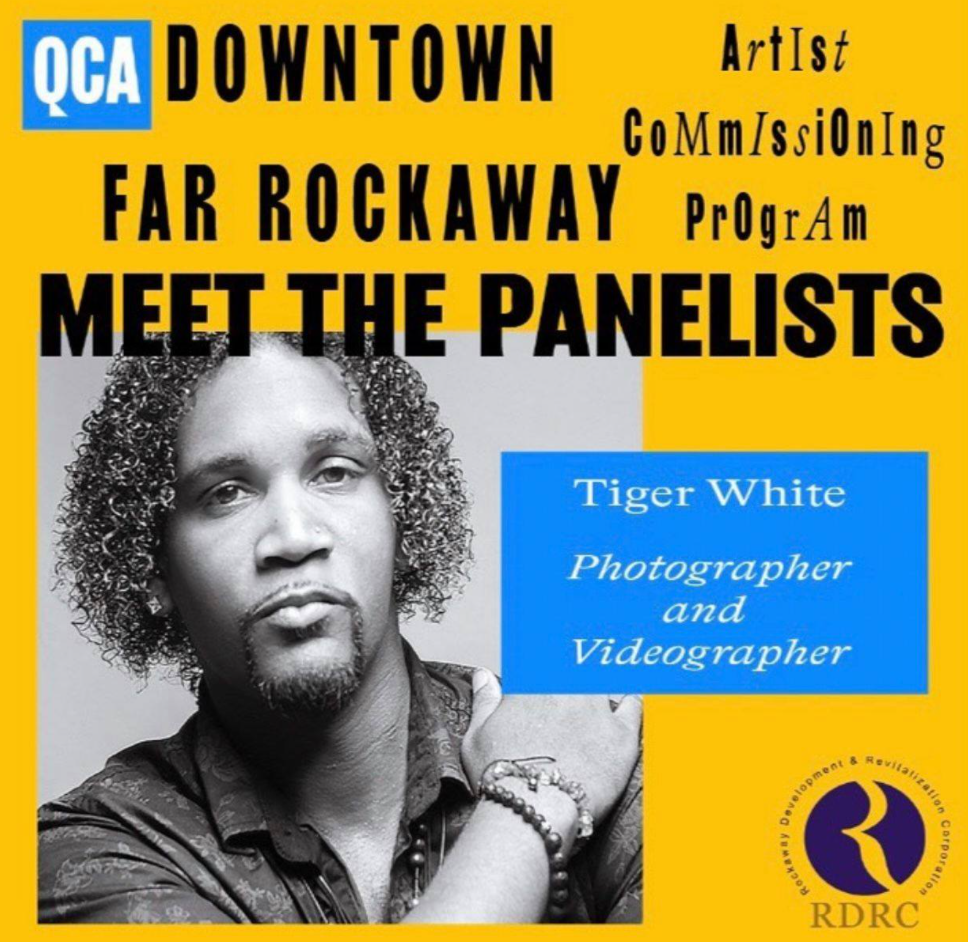 QCA DOWNTOWN
FAR ROCKAWAY
ArtIst
CoMmIssiOnIng
PrOgrAm
MEET THE PANELISTS
Tiger White
Photographer
and
Videographer
Rockaway Development & Revitalization Corporation
RDRC